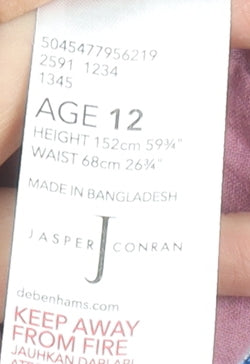 5045477956219
2591 1234
1345
AGE 12
HEIGHT 152cm 59¾"
WAIST 68cm 26¾"
MADE IN BANGLADESH
JASPER J CONRAN
debenhams.com
KEEP AWAY
FROM FIRE
JAUHKAN DARI API